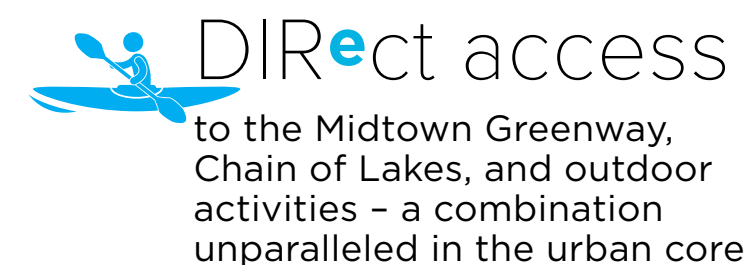 DIRect access
to the Midtown Greenway,
Chain of Lakes, and outdoor
activities – a combination
unparalleled in the urban core